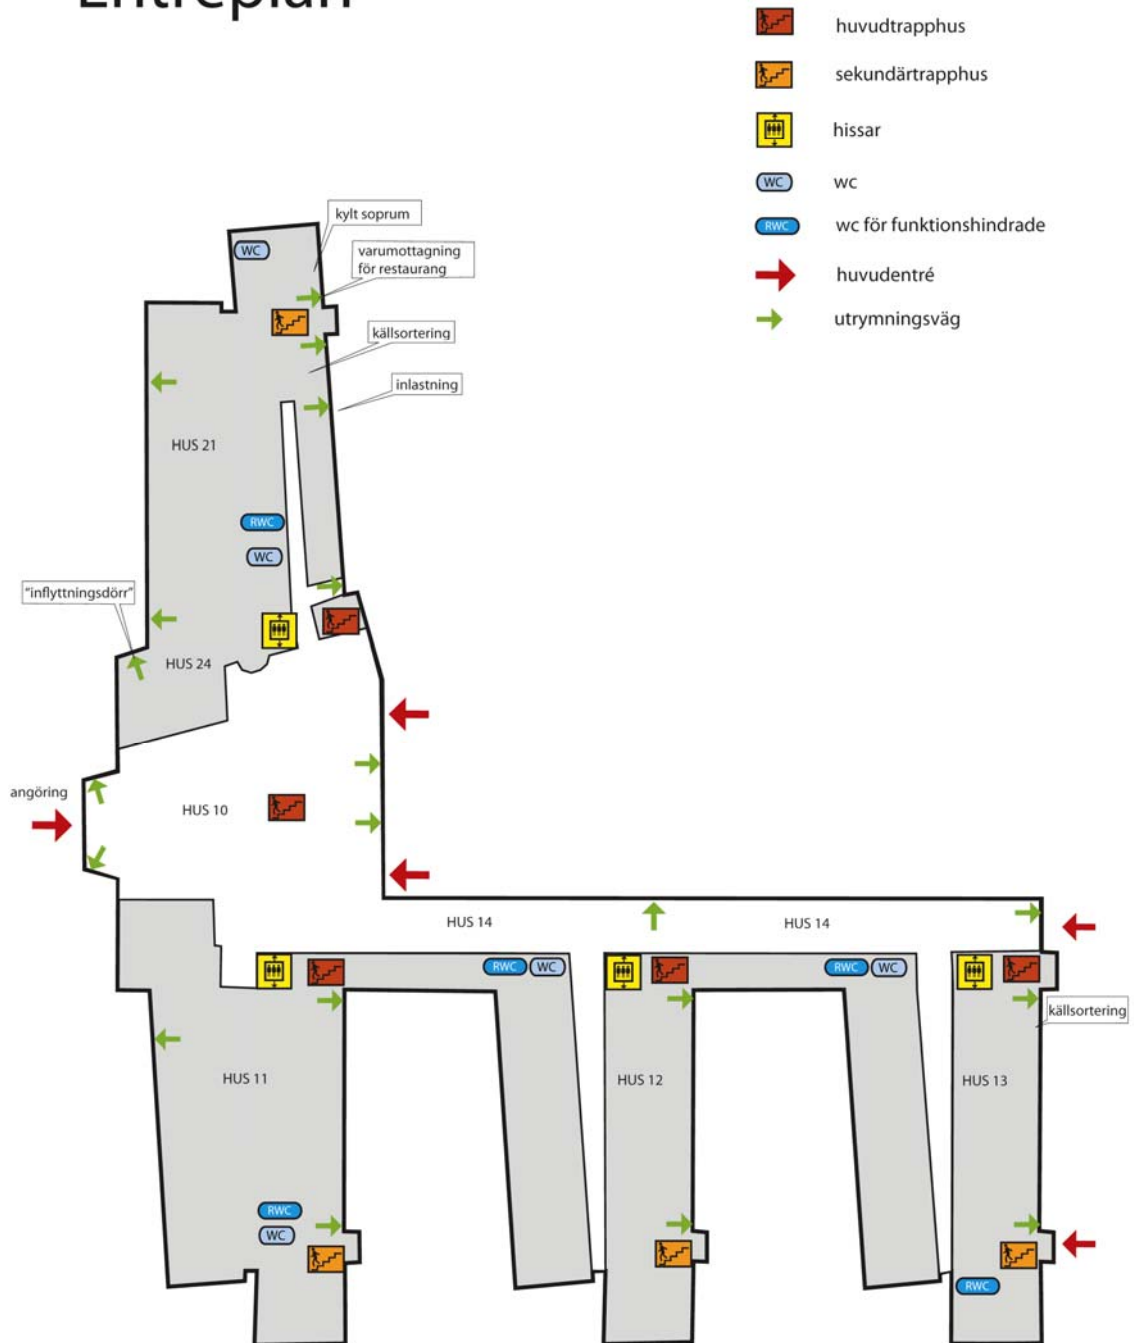 Entréplan
huvudtrapphus
sekundärtrapphus
hissar
WC wc
RWC wc för funktionshindrade
huvudentré
utrymningsväg
kylt soprum
WC
varumottagning
för restaurang
källsortering
inlastning
HUS 21
RWC
WC
"inflyttningsdörr"
HUS 24
angöring
HUS 10
HUS 14
HUS 14
RWC WC
RWC WC
källsortering
HUS 11
HUS 12
HUS 13
RWC
WC
RWC